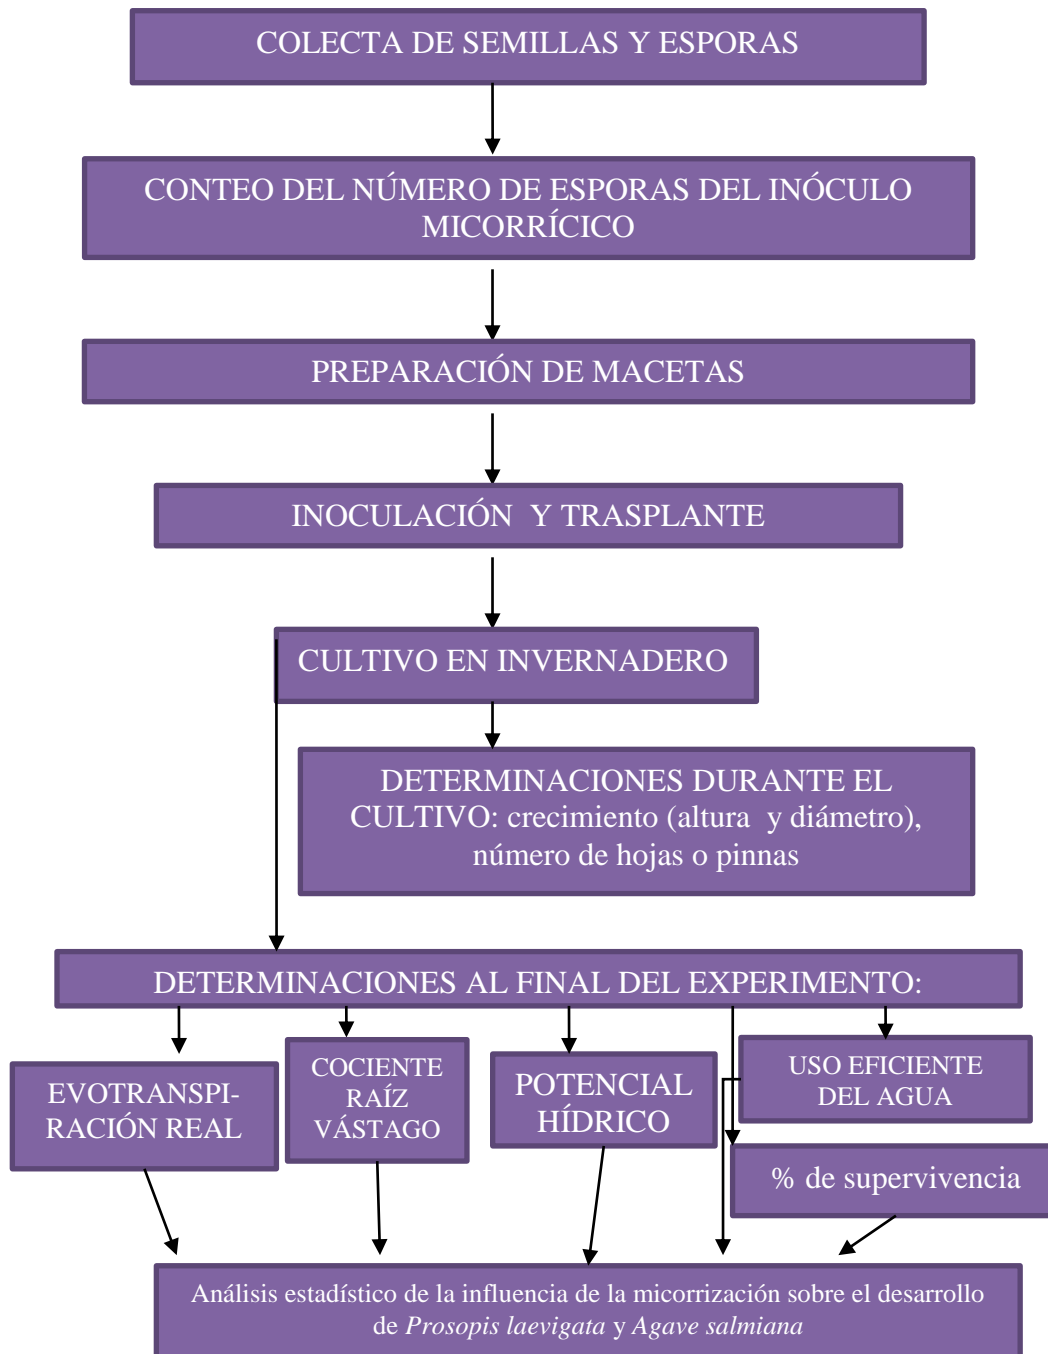 COLECTA DE SEMILLAS Y ESPORAS
CONTEO DEL NÚMERO DE ESPORAS DEL INÓCULO
MICORRÍCICO
PREPARACIÓN DE MACETAS
INOCULACIÓN Y TRASPLANTE
CULTIVO EN INVERNADERO
DETERMINACIONES DURANTE EL
CULTIVO: crecimiento (altura y diámetro),
número de hojas o pinnas
DETERMINACIONES AL FINAL DEL EXPERIMENTO:
EVOTRANSPI-
RACIÓN REAL
COCIENTE
RAÍZ
VÁSTAGO
POTENCIAL
HÍDRICO
USO EFICIENTE
DEL AGUA
% de supervivencia
Análisis estadístico de la influencia de la micorrización sobre el desarrollo
de Prosopis laevigata y Agave salmiana